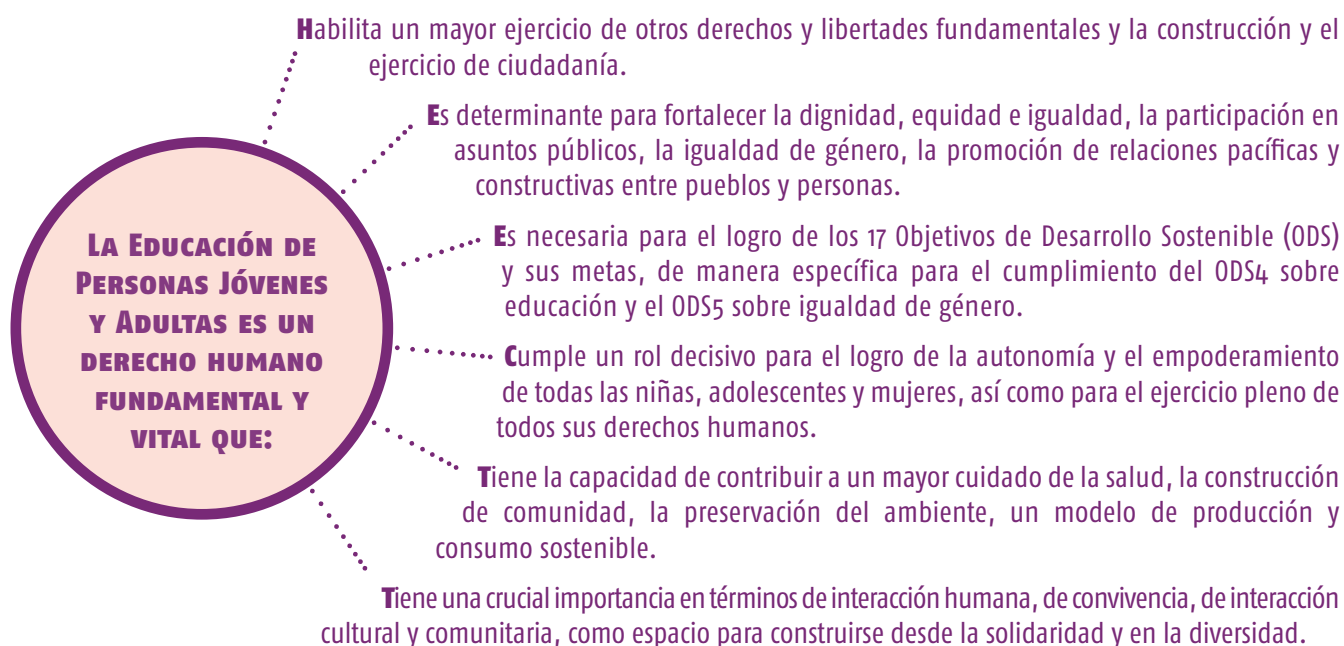 Habilita un mayor ejercicio de otros derechos y libertades fundamentales y la construcción y el
ejercicio de ciudadanía.
Es determinante para fortalecer la dignidad, equidad e igualdad, la participación en
asuntos públicos, la igualdad de género, la promoción de relaciones pacíficas y
constructivas entre pueblos y personas.
La Educación de
Personas Jóvenes
y Adultas es un
derecho humano
fundamental y
vital que:
Es necesaria para el logro de los 17 Objetivos de Desarrollo Sostenible (ODS)
y sus metas, de manera específica para el cumplimiento del ODS4 sobre
educación y el ODS5 sobre igualdad de género.
Cumple un rol decisivo para el logro de la autonomía y el empoderamiento
de todas las niñas, adolescentes y mujeres, así como para el ejercicio pleno de
todos sus derechos humanos.
Tiene la capacidad de contribuir a un mayor cuidado de la salud, la construcción
de comunidad, la preservación del ambiente, un modelo de producción y
consumo sostenible.
Tiene una crucial importancia en términos de interacción humana, de convivencia, de interacción
cultural y comunitaria, como espacio para construirse desde la solidaridad y en la diversidad.